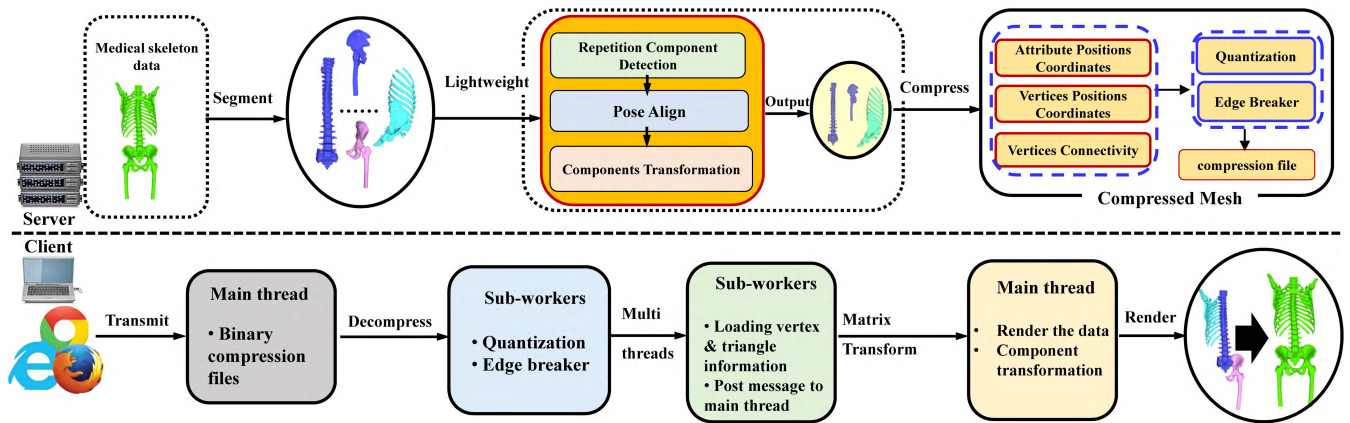 Medical skeleton
data
Server
Segment
Lightweight
Repetition Component
Detection
Pose Align
Components Transformation
Output
Compress
Attribute Positions
Coordinates
Vertices Positions
Coordinates
Vertices Connectivity
Quantization
Edge Breaker
compression file
Compressed Mesh
Client
Transmit
Main thread
• Binary
compression
files
Decompress
Sub-workers
• Quantization
• Edge breaker
Multi
threads
Sub-workers
• Loading vertex
& triangle
information
• Post message to
main thread
Matrix
Transform
Main thread
• Render the data
• Component
transformation
Render